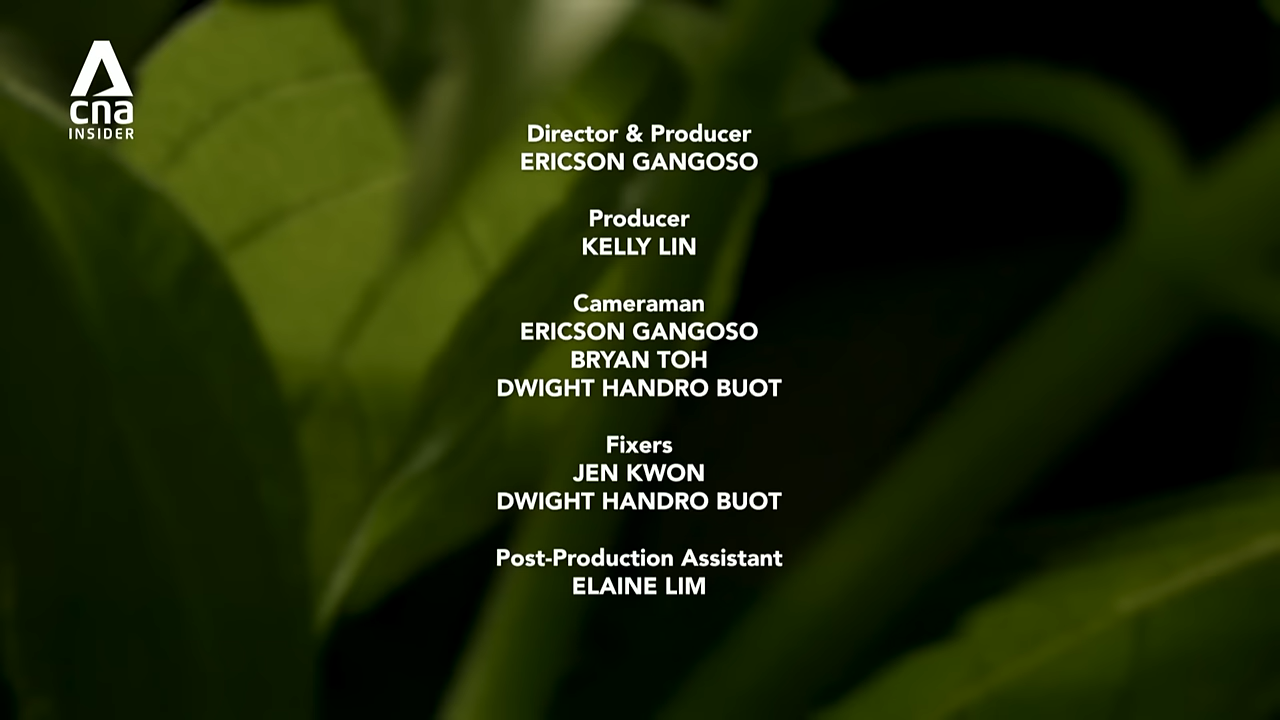 cna
INSIDER
Director & Producer
ERICSON GANGOSO
Producer
KELLY LIN
Cameraman
ERICSON GANGOSO
BRYAN TOH
DWIGHT HANDRO BUOT
Fixers
JEN KWON
DWIGHT HANDRO BUOT
Post-Production Assistant
ELAINE LIM